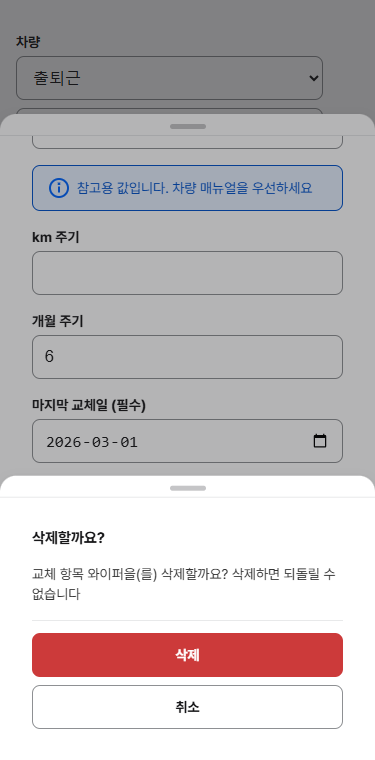 차량
출퇴근
참고용 값입니다. 차량 매뉴얼을 우선하세요
km 주기
개월 주기
6
마지막 교체일 (필수)
2026-03-01
삭제할까요?
교체 항목 와이퍼을(를) 삭제할까요? 삭제하면 되돌릴 수
없습니다
삭제
취소